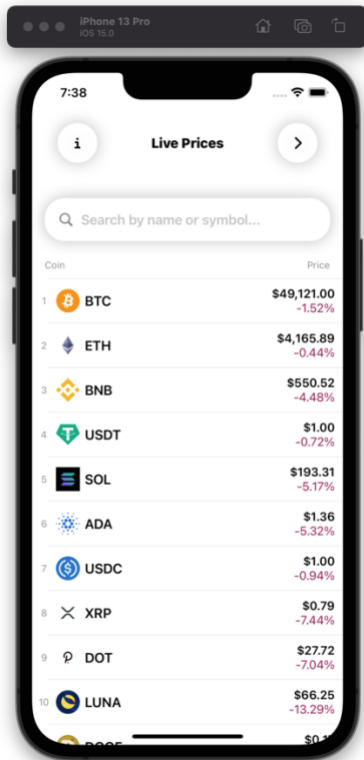 iPhone 13 Pro
iOS 15.0
7:38
i
Live Prices
Search by name or symbol...
Coin Price
1 BTC $49,121.00
-1.52%
2 ETH $4,165.89
-0.44%
3 BNB $550.52
-4.48%
4 USDT $1.00
-0.72%
5 SOL $193.31
-5.17%
6 ADA $1.36
-5.32%
7 USDC $1.00
-0.94%
8 XRP $0.79
-7.44%
9 DOT $27.72
-7.04%
10 LUNA $66.25
-13.29%